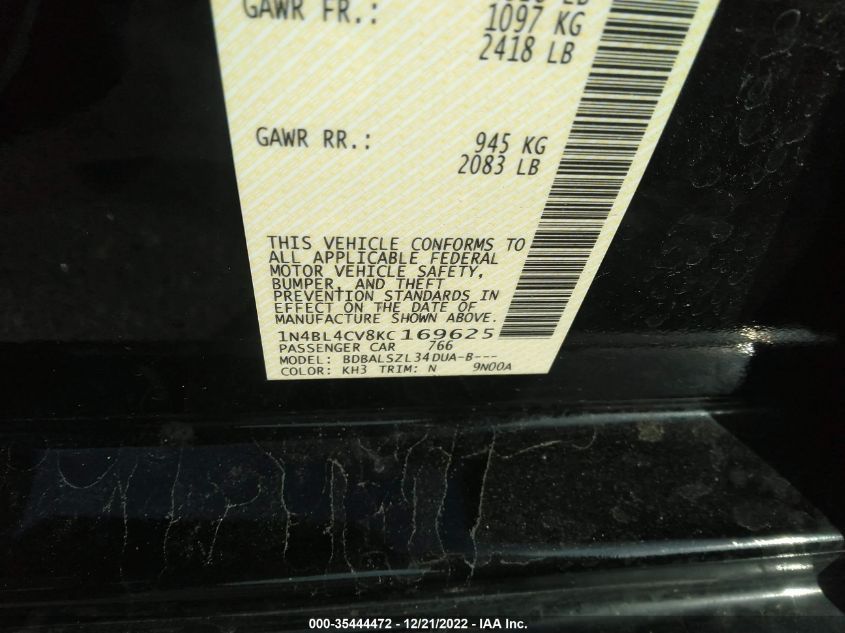 GAWR FR.: 1097 KG
2418 LB
GAWR RR.: 945 KG
2083 LB
THIS VEHICLE CONFORMS TO
ALL APPLICABLE FEDERAL
MOTOR VEHICLE SAFETY,
BUMPER, AND THEFT
PREVENTION STANDARDS IN
EFFECT ON THE DATE OF
MANUFACTURE SHOWN ABOVE.
1N4BL4CV8KC169625
PASSENGER CAR 766
MODEL: BDBALSZL34DUA-B---
COLOR: KH3 TRIM: N 9N00A
000-35444472 - 12/21/2022 - IAA Inc.